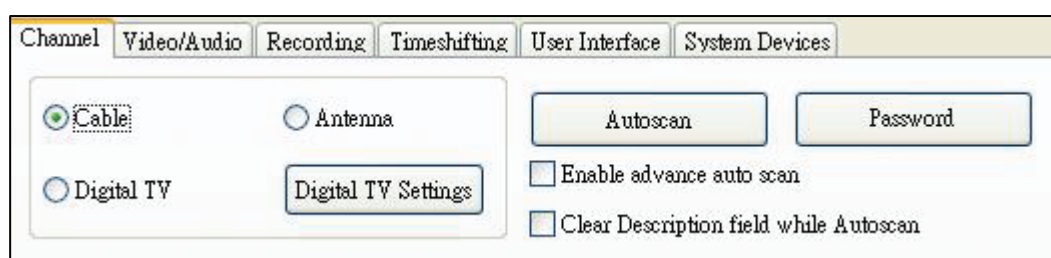 Channel Video/Audio Recording Timeshifting User Interface System Devices
Cable Antenna Autoscan Password
Enable advance auto scan
Digital TV Digital TV Settings
Clear Description field while Autoscan